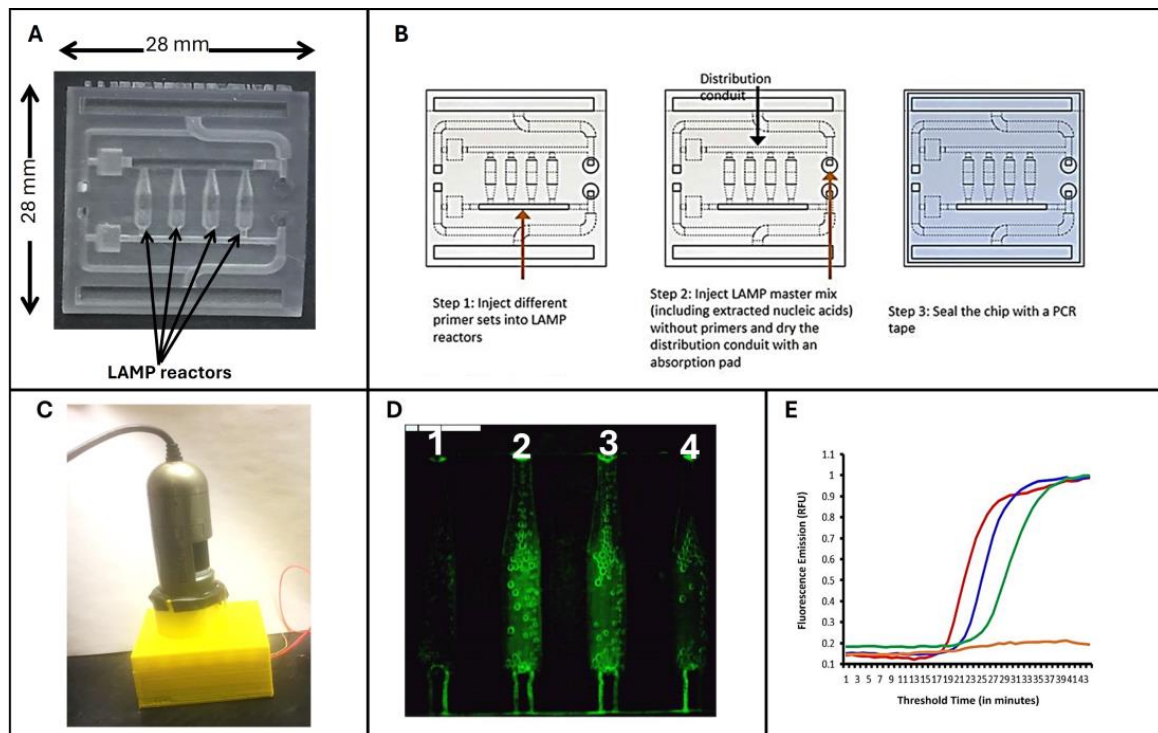 A
28 mm
28 mm
LAMP reactors
B
Distribution
conduit
Step 1: Inject different
primer sets into LAMP
reactors
Step 2: Inject LAMP master mix
(including extracted nucleic acids)
without primers and dry the
distribution conduit with an
absorption pad
Step 3: Seal the chip with a PCR
tape
C
D
1 2 3 4
E
Fluorescence Emission (RFU)
1.1
1
0.9
0.8
0.7
0.6
0.5
0.4
0.3
0.2
0.1
1 3 5 7 9 11 13 15 17 19 21 23 25 27 29 31 33 35 37 39 41 43
Threshold Time (in minutes)